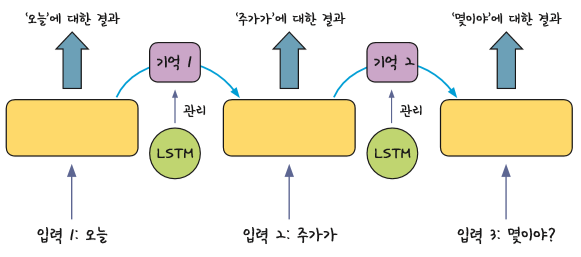 ‘오늘’에 대한 결과
‘주가가’에 대한 결과
‘몇이야’에 대한 결과
기억 1
기억 2
관리
관리
LSTM
LSTM
입력 1: 오늘
입력 2: 주가가
입력 3: 몇이야?